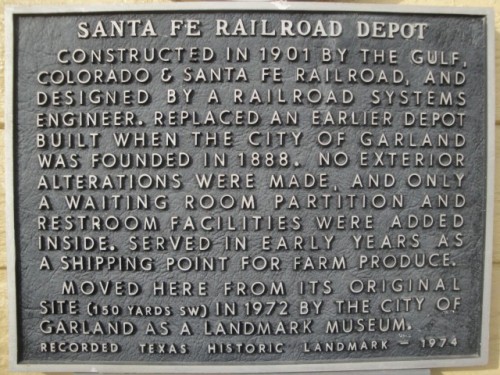 SANTA FE RAILROAD DEPOT
CONSTRUCTED IN 1901 BY THE GULF,
COLORADO & SANTA FE RAILROAD, AND
DESIGNED BY A RAILROAD SYSTEMS
ENGINEER. REPLACED AN EARLIER DEPOT
BUILT WHEN THE CITY OF GARLAND
WAS FOUNDED IN 1888. NO EXTERIOR
ALTERATIONS WERE MADE, AND ONLY
A WAITING ROOM PARTITION AND
RESTROOM FACILITIES WERE ADDED
INSIDE. SERVED IN EARLY YEARS AS
A SHIPPING POINT FOR FARM PRODUCE.
MOVED HERE FROM ITS ORIGINAL
SITE (150 YARDS SW) IN 1972 BY THE CITY OF
GARLAND AS A LANDMARK MUSEUM.
RECORDED TEXAS HISTORIC LANDMARK – 1974